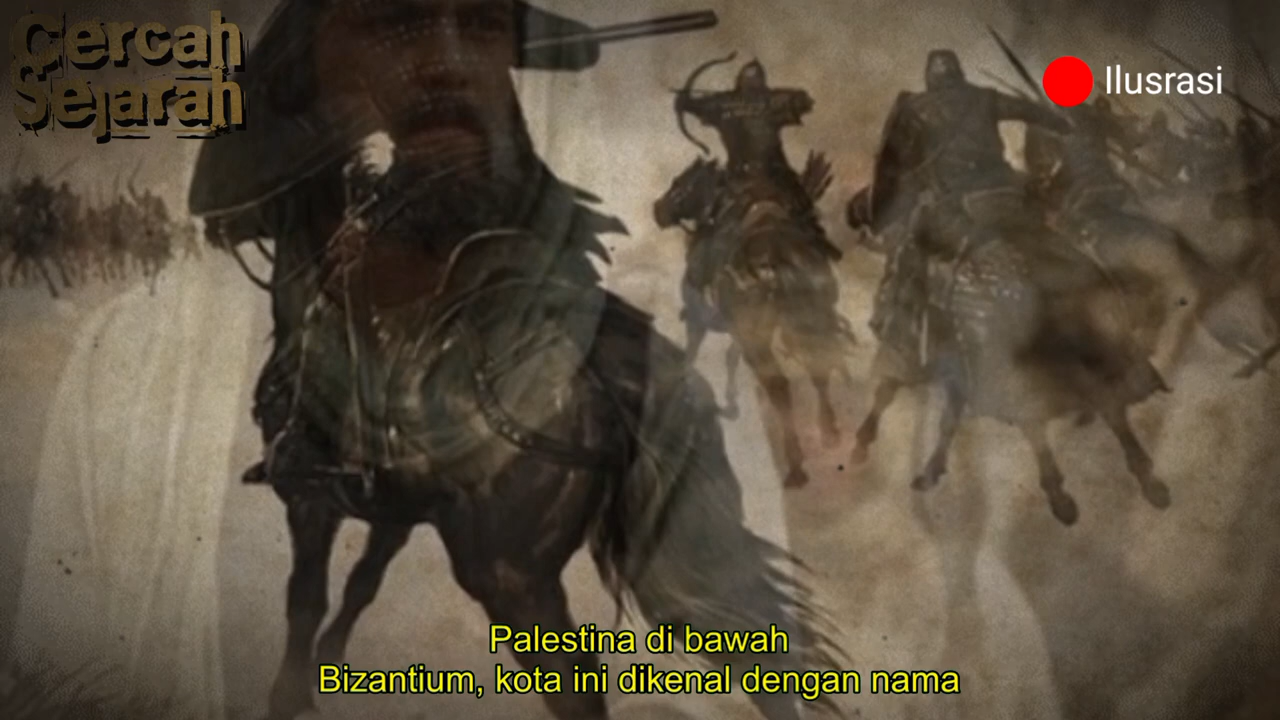 Cercah
Sejarah
Ilusrasi
Palestina di bawah
Bizantium, kota ini dikenal dengan nama